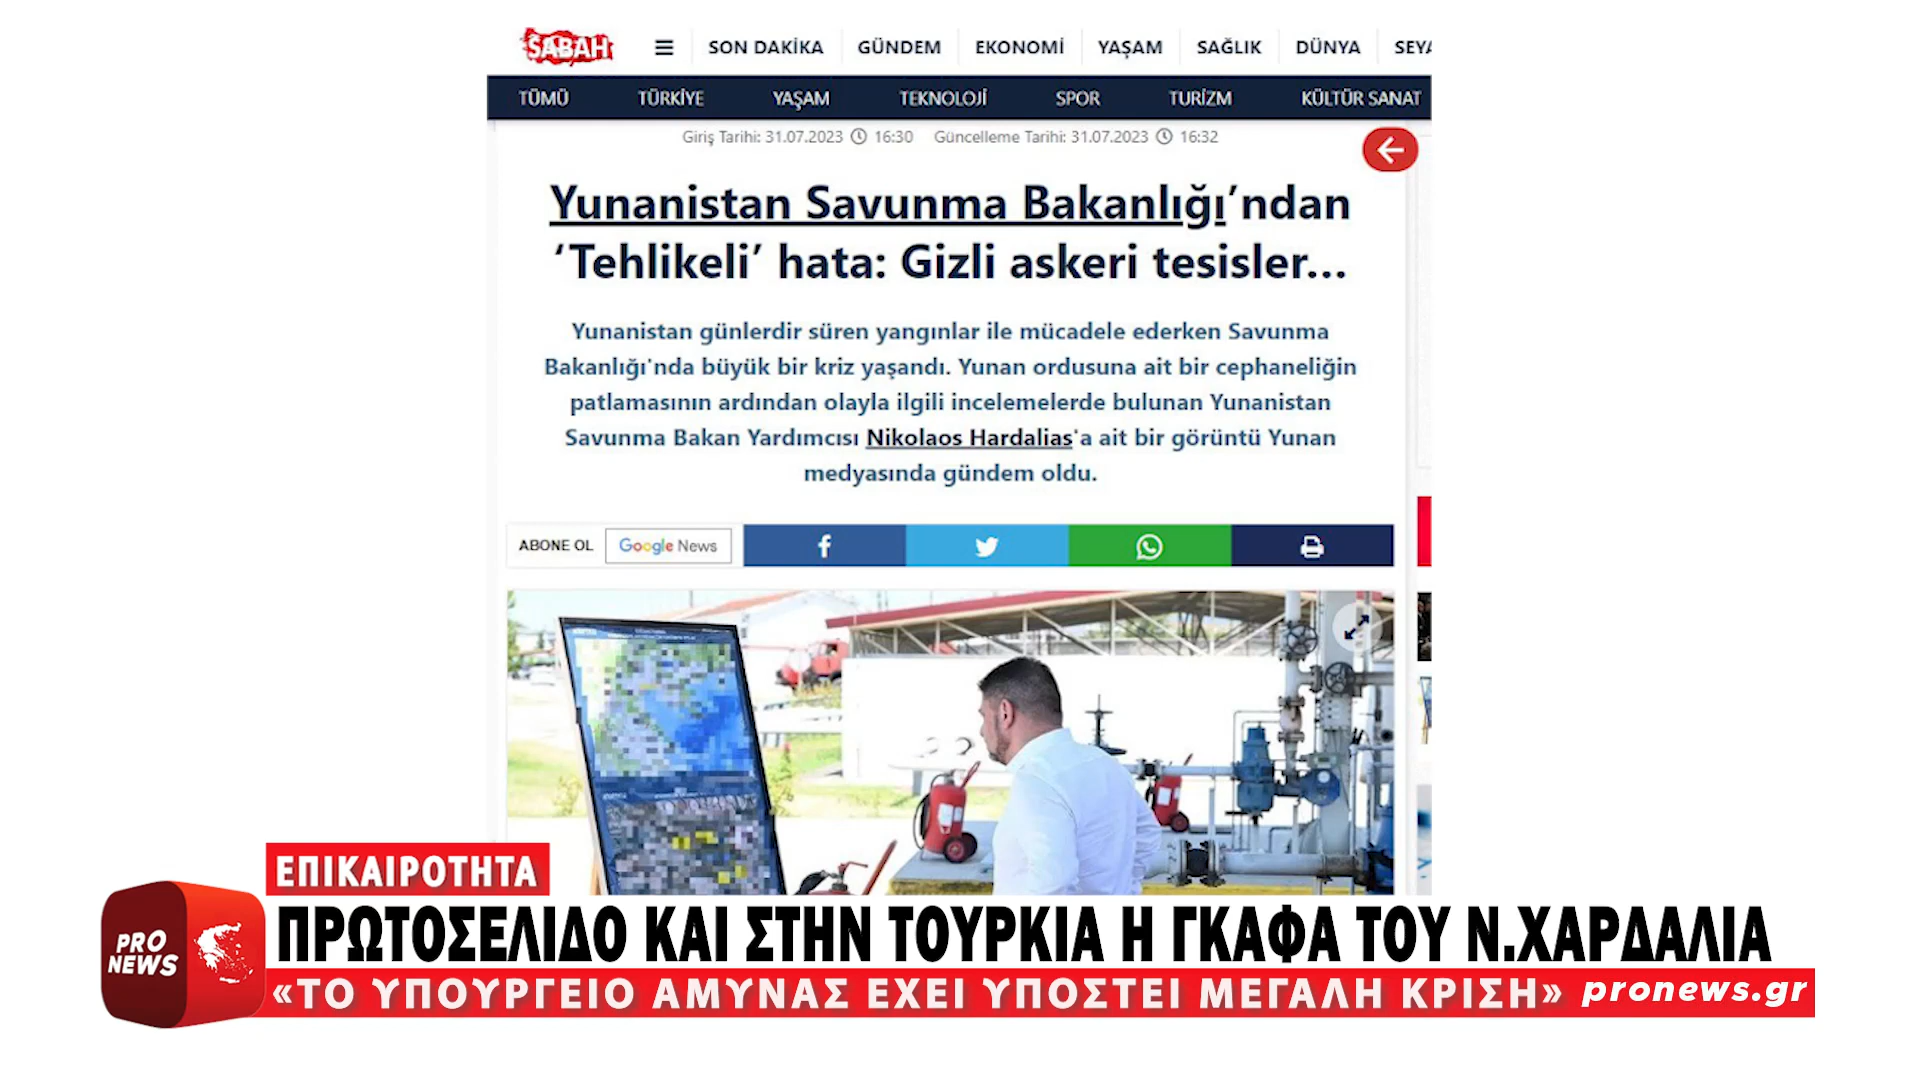 SABAH
SON DAKİKA GÜNDEM EKONOMİ YAŞAM SAĞLIK DÜNYA SEYA
TÜMÜ TÜRKİYE YAŞAM TEKNOLOJİ SPOR TURİZM KÜLTÜR SANAT
Giriş Tarihi: 31.07.2023 16:30 Güncelleme Tarihi: 31.07.2023 16:32
Yunanistan Savunma Bakanlığı’ndan
‘Tehlikeli’ hata: Gizli askeri tesisler...
Yunanistan günlerdir süren yangınlar ile mücadele ederken Savunma
Bakanlığı'nda büyük bir kriz yaşandı. Yunan ordusuna ait bir cephaneliğin
patlamasının ardından olayla ilgili incelemelerde bulunan Yunanistan
Savunma Bakan Yardımcısı Nikolaos Hardalias'a ait bir görüntü Yunan
medyasında gündem oldu.
ABONE OL Google News
ΕΠΙΚΑΙΡΟΤΗΤΑ
PRO
NEWS
ΠΡΩΤΟΣΕΛΙΔΟ ΚΑΙ ΣΤΗΝ ΤΟΥΡΚΙΑ Η ΓΚΑΦΑ ΤΟΥ Ν.ΧΑΡΔΑΛΙΑ
«ΤΟ ΥΠΟΥΡΓΕΙΟ ΑΜΥΝΑΣ ΕΧΕΙ ΥΠΟΣΤΕΙ ΜΕΓΑΛΗ ΚΡΙΣΗ» pronews.gr